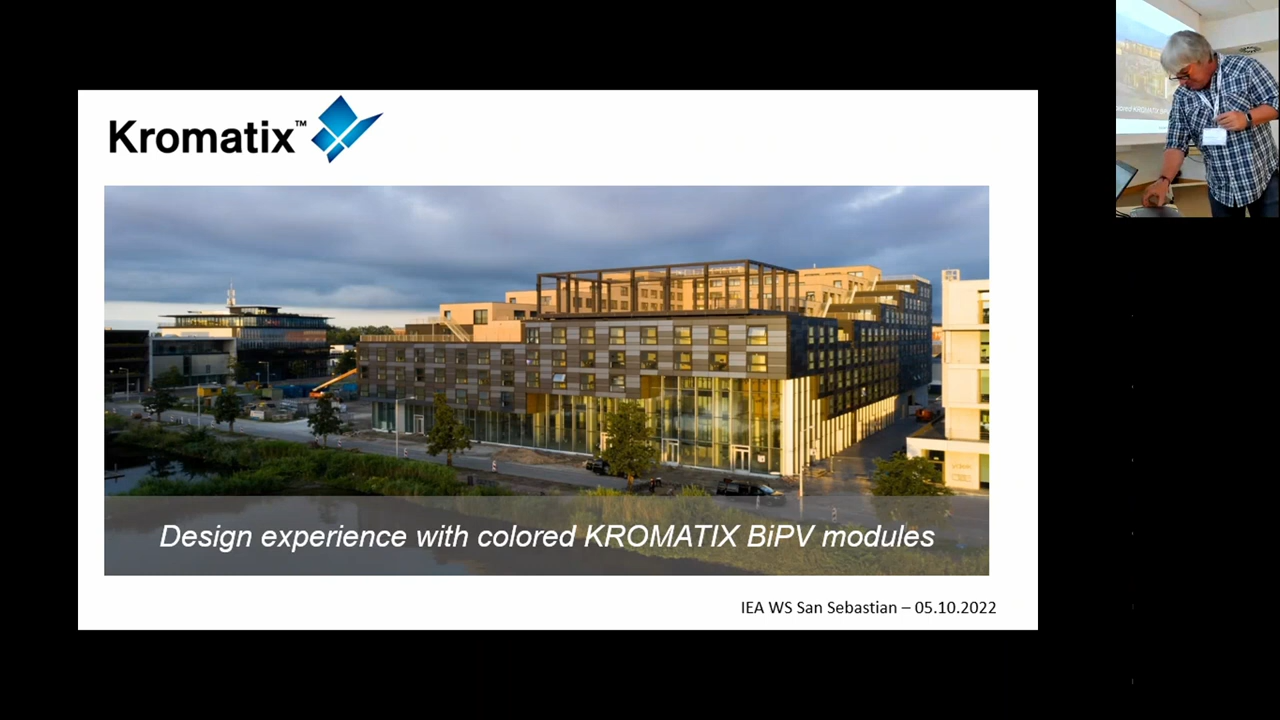 Kromatix™
Design experience with colored KROMATIX BiPV modules
IEA WS San Sebastian – 05.10.2022